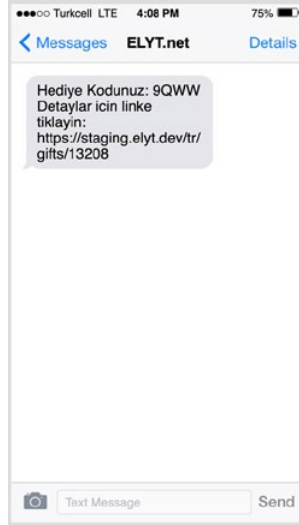 Turkcell LTE 4:08 PM 75%
Messages ELYT.net Details
Hediye Kodunuz: 9QWW
Detaylar icin linke
tiklayin:
https://staging.elyt.dev/tr/
gifts/13208
Text Message Send